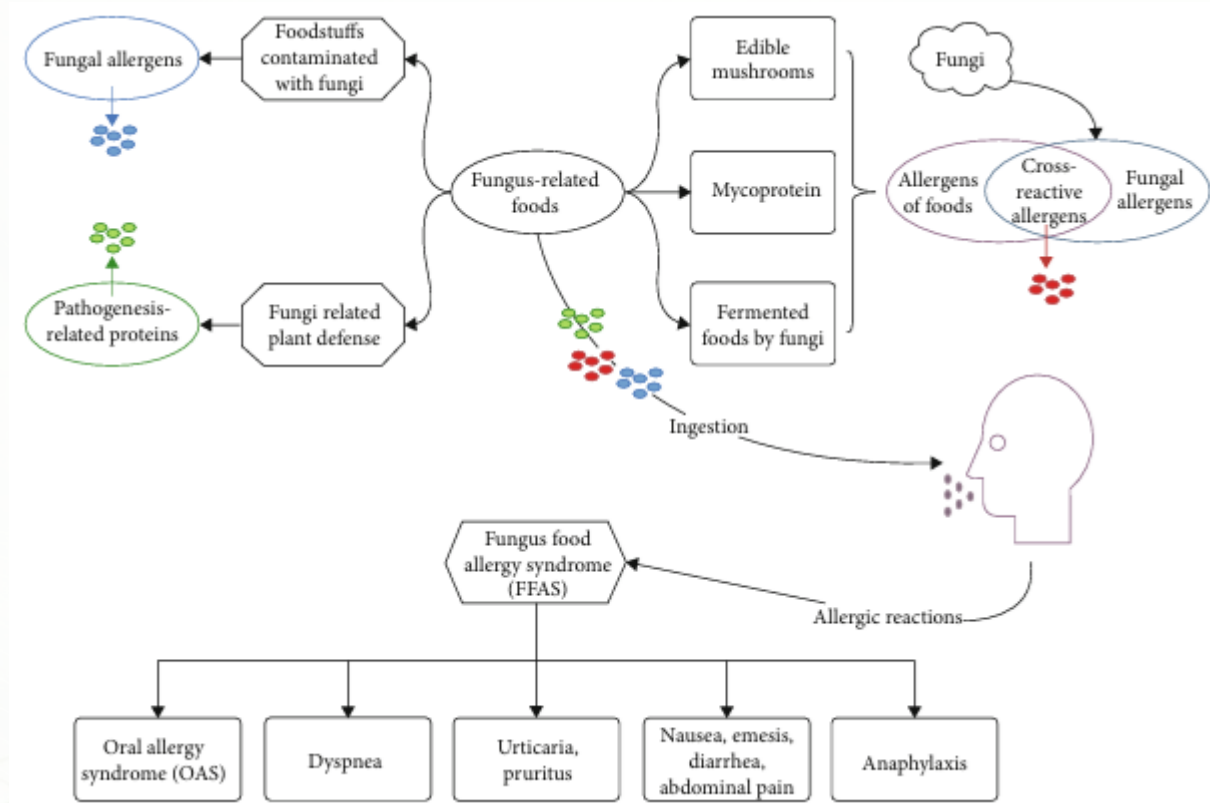 Fungal allergens
Foodstuffs
contaminated
with fungi
Edible
mushrooms
Fungi
Fungus-related
foods
Mycoprotein
Allergens
of foods
Cross-
reactive
allergens
Fungal
allergens
Pathogenesis-
related proteins
Fungi related
plant defense
Fermented
foods by fungi
Ingestion
Fungus food
allergy syndrome
(FFAS)
Allergic reactions
Oral allergy
syndrome (OAS)
Dyspnea
Urticaria,
pruritus
Nausea, emesis,
diarrhea,
abdominal pain
Anaphylaxis